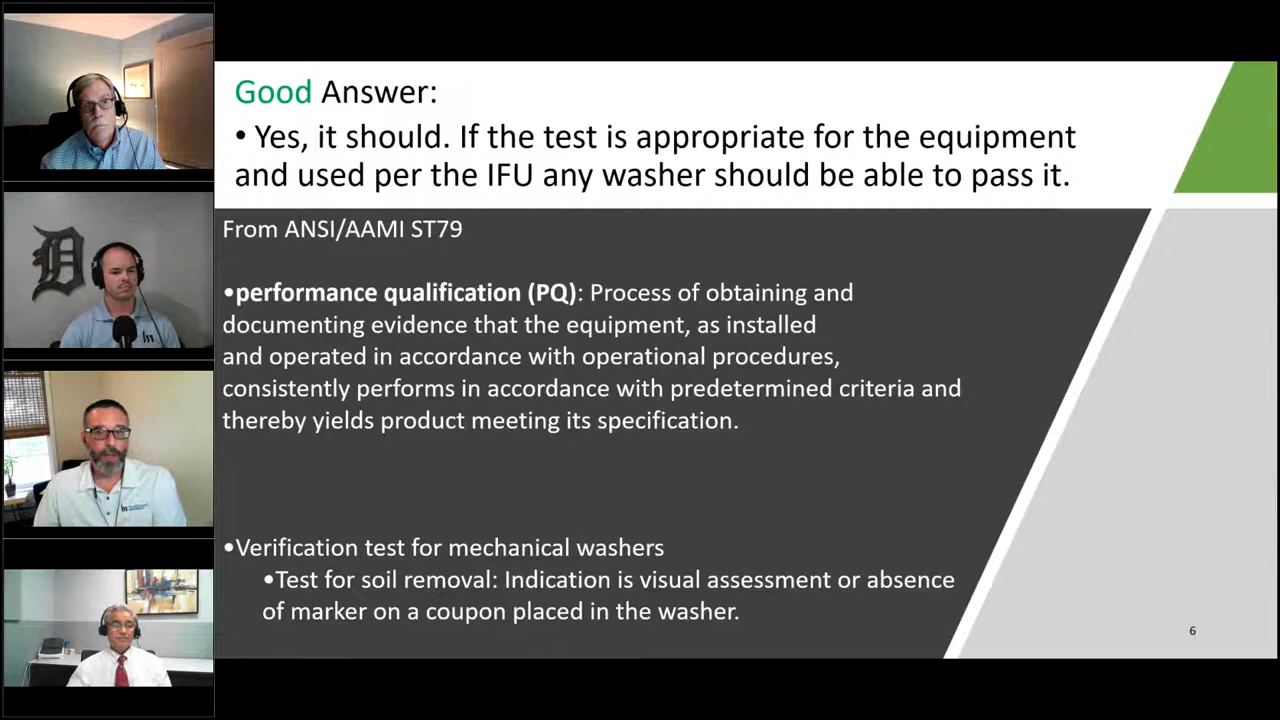 Good Answer:
• Yes, it should. If the test is appropriate for the equipment
and used per the IFU any washer should be able to pass it.
From ANSI/AAMI ST79
•performance qualification (PQ): Process of obtaining and
documenting evidence that the equipment, as installed
and operated in accordance with operational procedures,
consistently performs in accordance with predetermined criteria and
thereby yields product meeting its specification.
•Verification test for mechanical washers
•Test for soil removal: Indication is visual assessment or absence
of marker on a coupon placed in the washer.
6